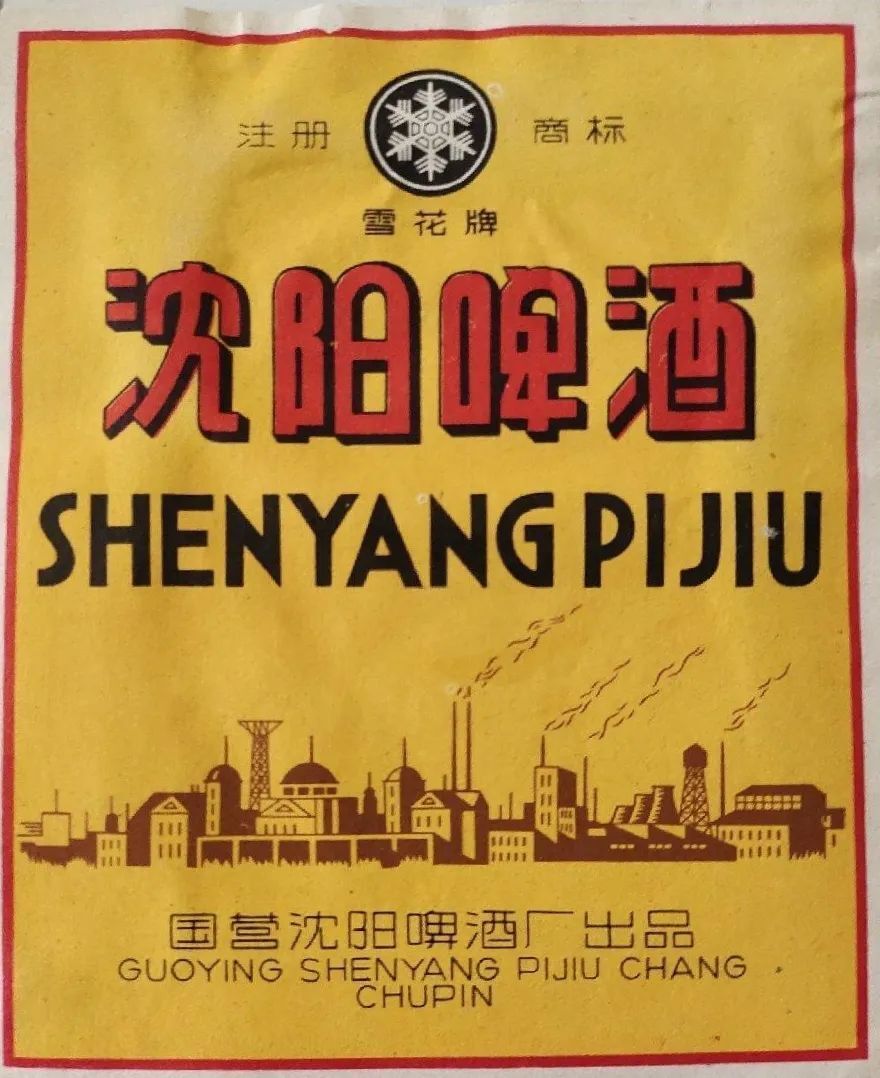 注册 商标
雪花牌
沈阳啤酒
SHENYANG PIJIU
国营沈阳啤酒厂出品
GUOYING SHENYANG PIJIU CHANG
CHUPIN